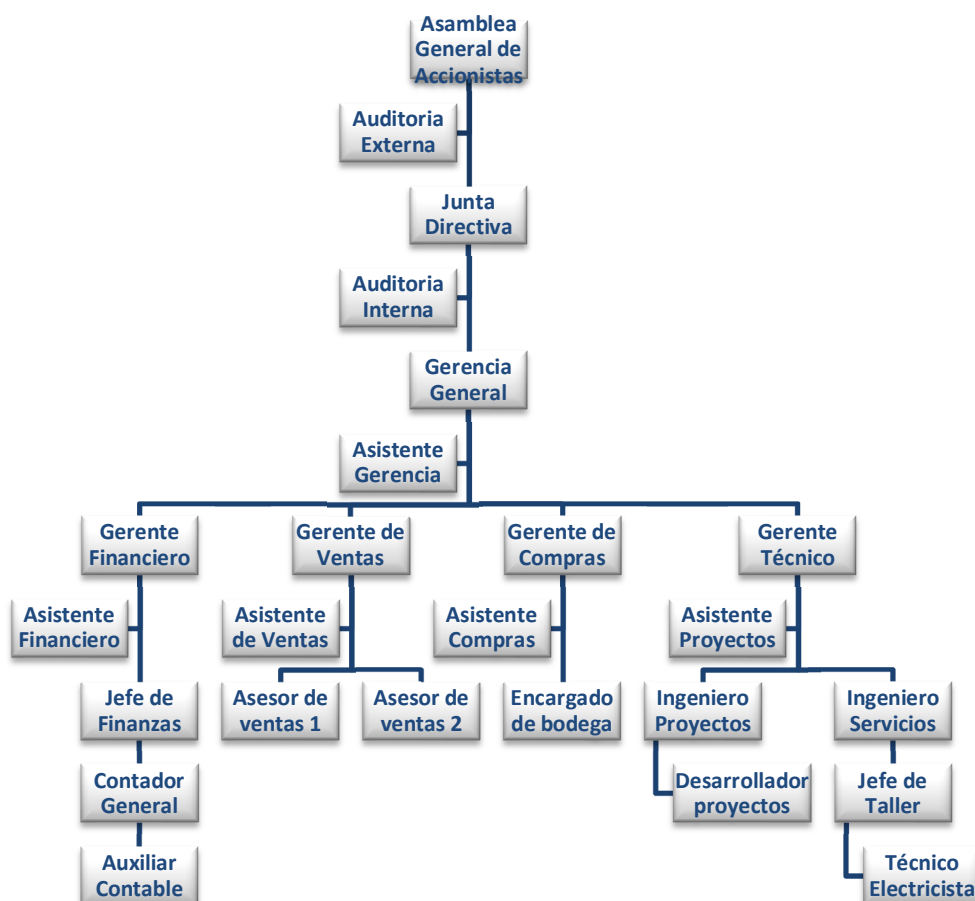 Asamblea
General de
Accionistas
Auditoria
Externa
Junta
Directiva
Auditoria
Interna
Gerencia
General
Asistente
Gerencia
Gerente
Financiero
Gerente de
Ventas
Gerente de
Compras
Gerente
Técnico
Asistente
Financiero
Asistente
de Ventas
Asistente
Compras
Asistente
Proyectos
Jefe de
Finanzas
Asesor de
ventas 1
Asesor de
ventas 2
Encargado
de bodega
Ingeniero
Proyectos
Ingeniero
Servicios
Contador
General
Desarrollador
proyectos
Jefe de
Taller
Auxiliar
Contable
Técnico
Electricista